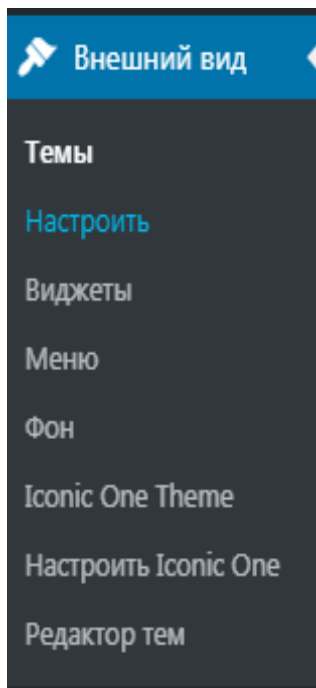 Внешний вид
Темы
Настроить
Виджеты
Меню
Фон
Iconic One Theme
Настроить Iconic One
Редактор тем